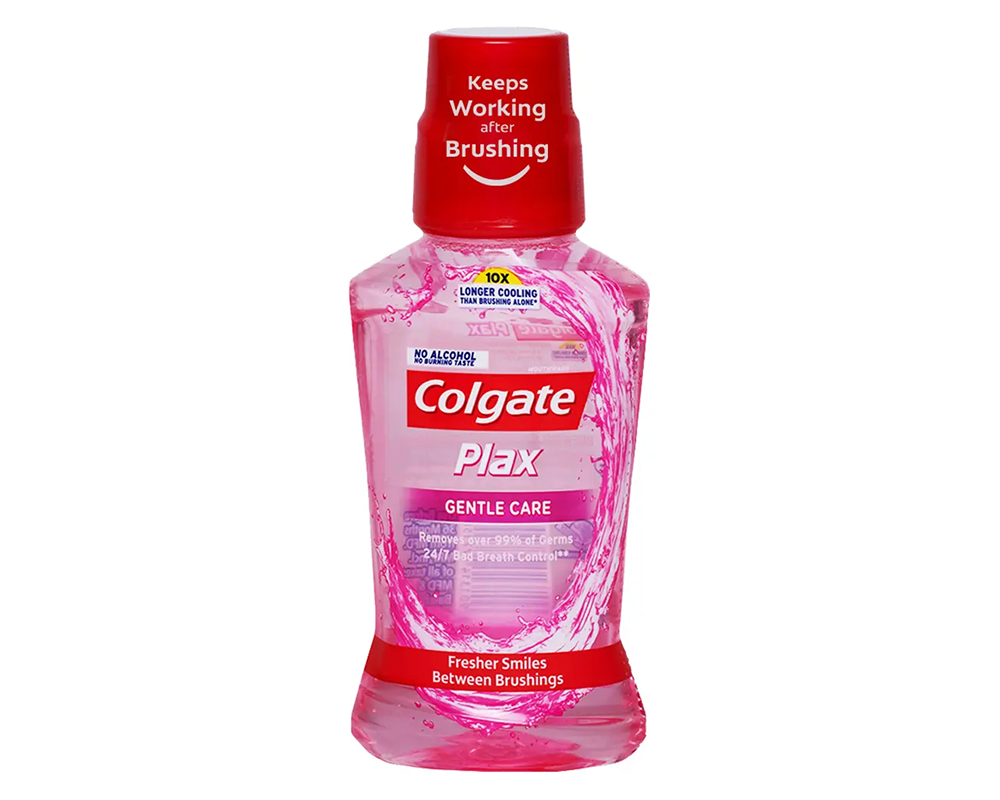 Keeps
Working
after
Brushing
10X
LONGER COOLING
THAN BRUSHING ALONE*
NO ALCOHOL
NO BURNING TASTE
MOUTHWASH
Colgate
Plax
GENTLE CARE
Removes over 99% of Germs
24/7 Bad Breath Control**
Fresher Smiles
Between Brushings